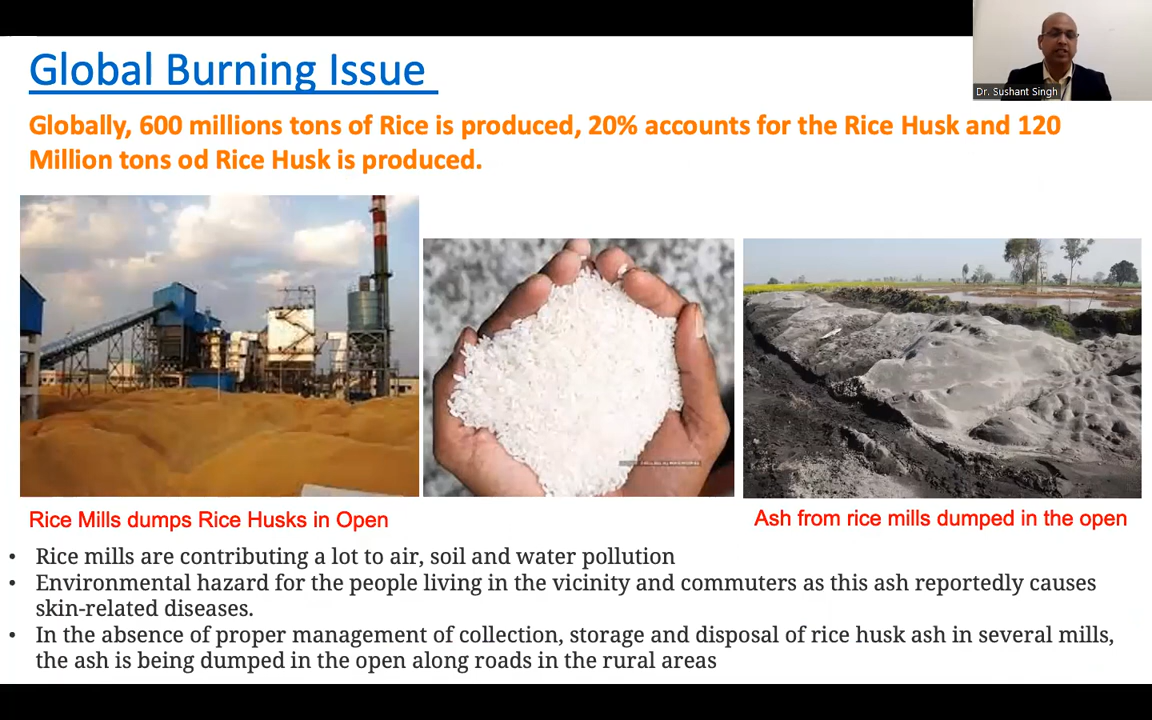 Global Burning Issue
Dr. Sushant Singh
Globally, 600 millions tons of Rice is produced, 20% accounts for the Rice Husk and 120
Million tons od Rice Husk is produced.
Rice Mills dumps Rice Husks in Open
Ash from rice mills dumped in the open
• Rice mills are contributing a lot to air, soil and water pollution
• Environmental hazard for the people living in the vicinity and commuters as this ash reportedly causes
skin-related diseases.
• In the absence of proper management of collection, storage and disposal of rice husk ash in several mills,
the ash is being dumped in the open along roads in the rural areas